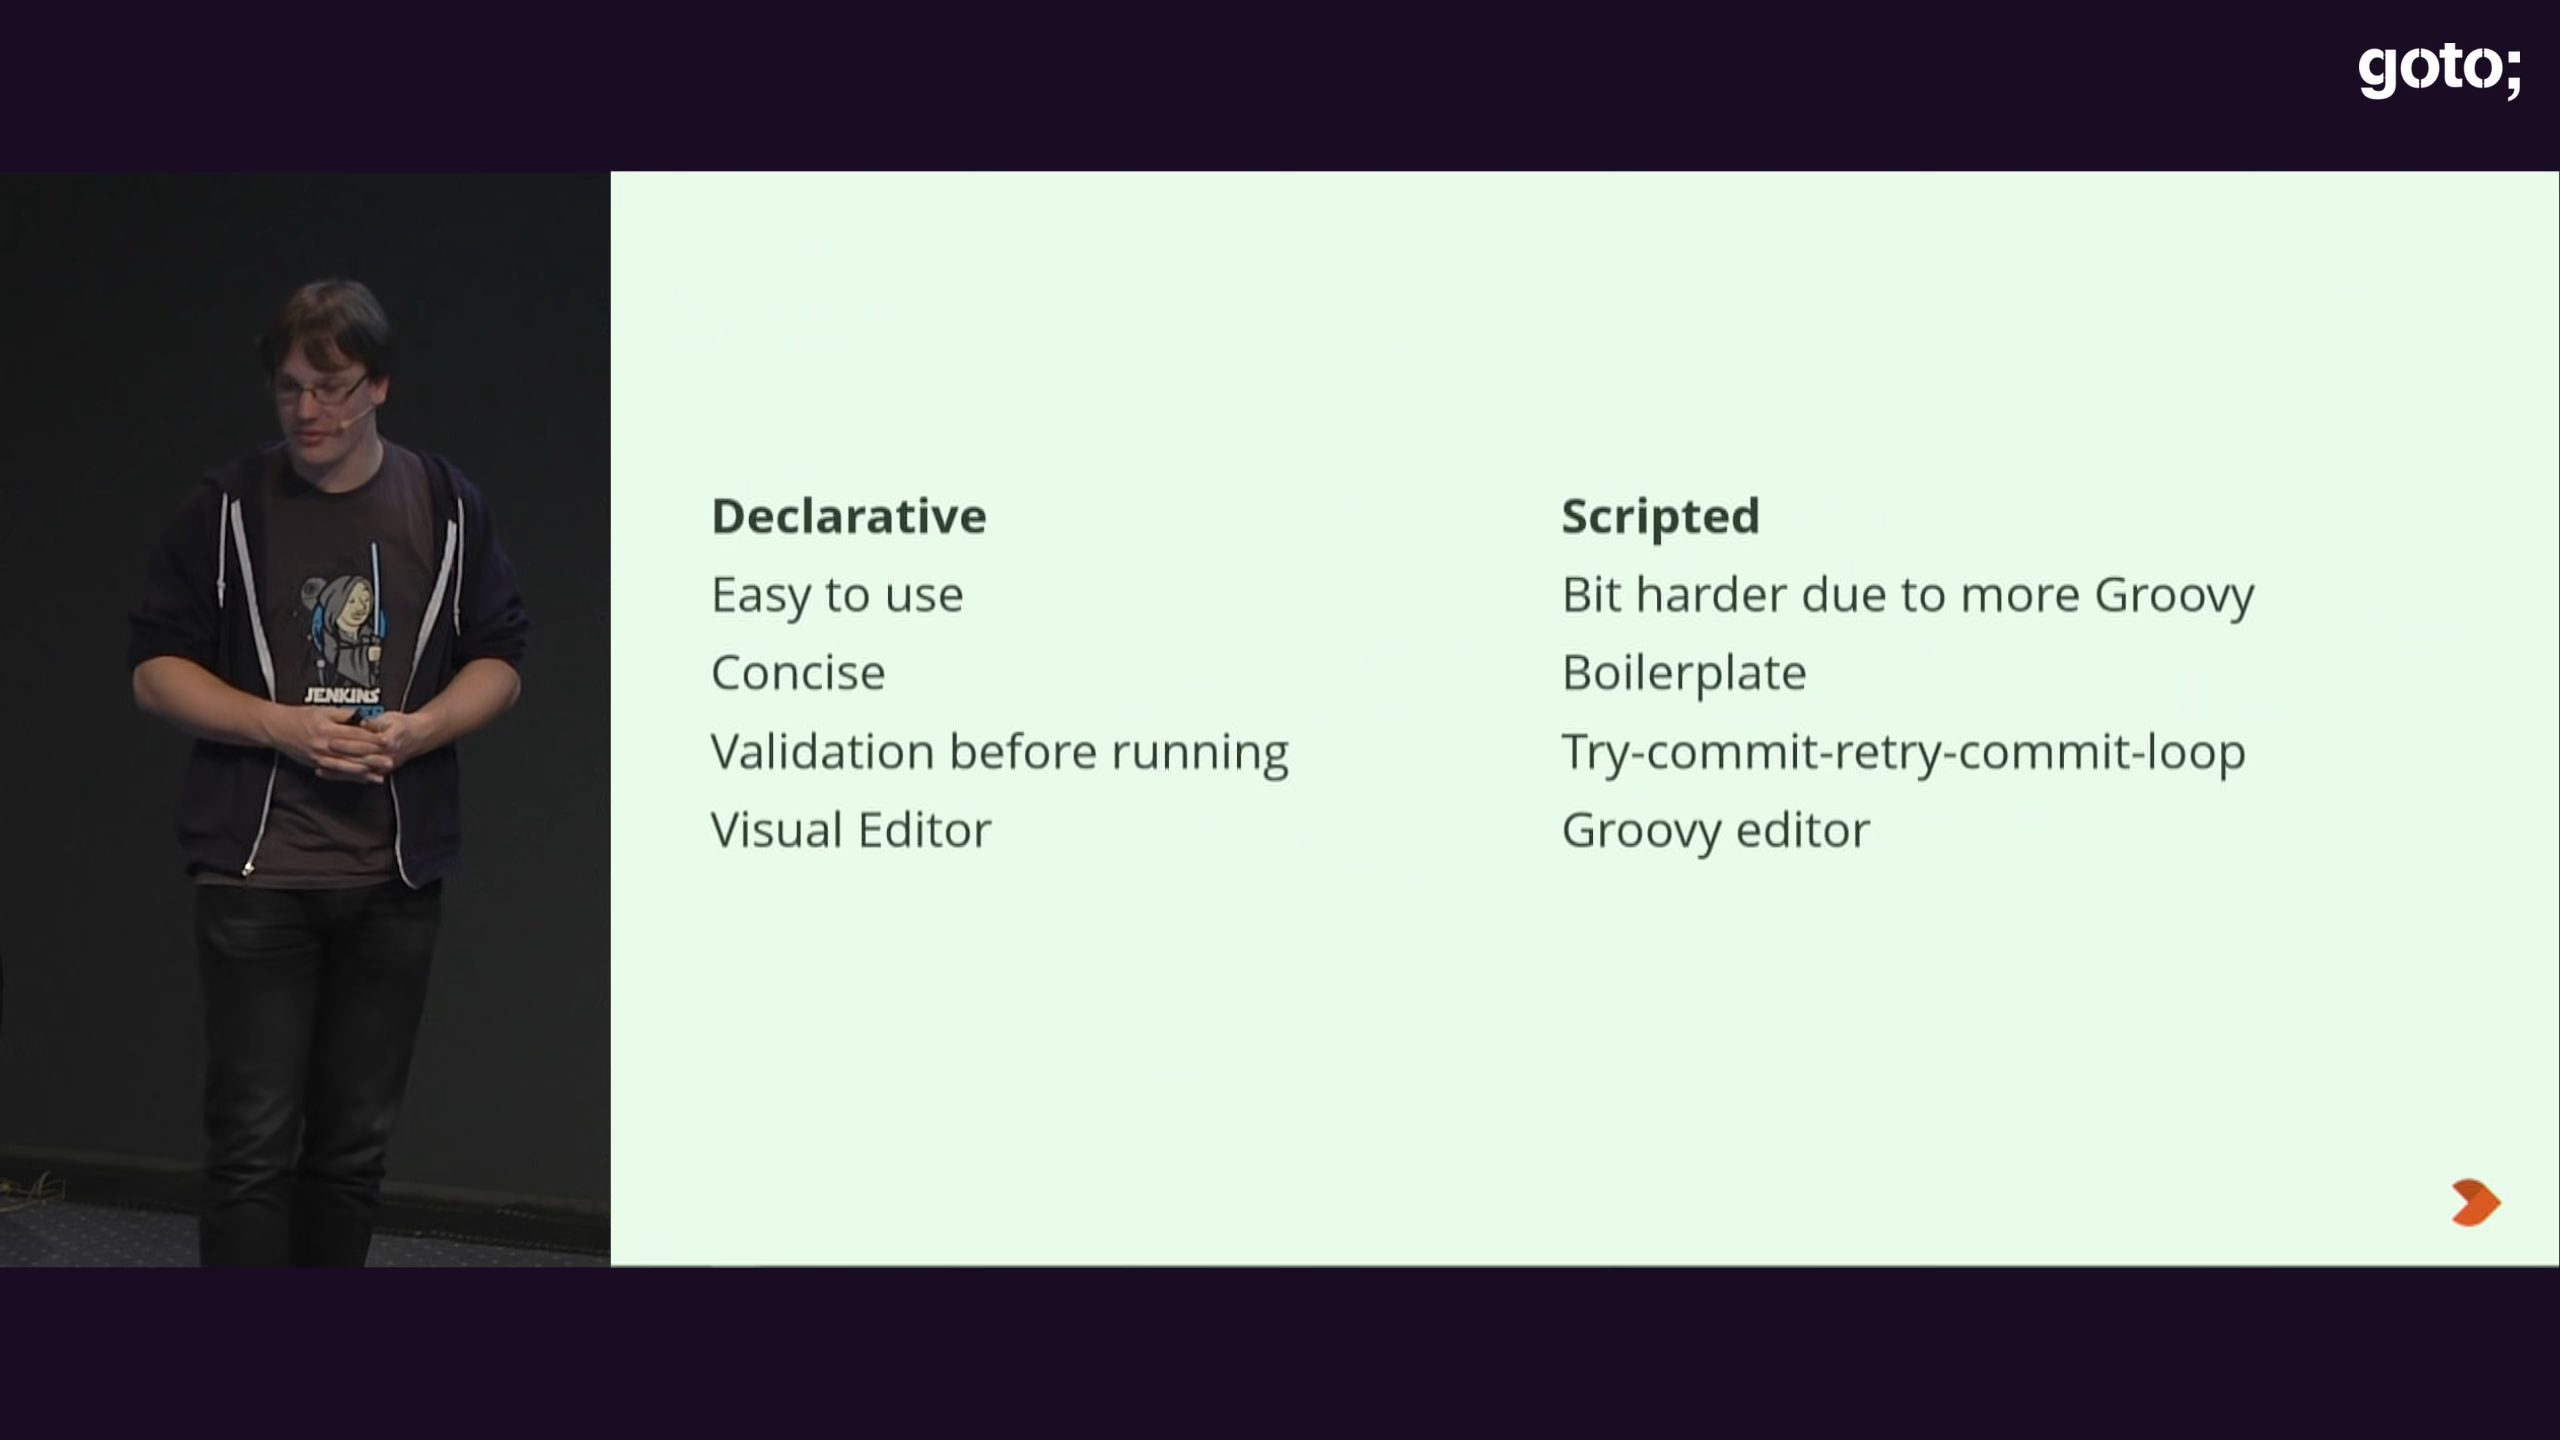 goto;
Declarative
Easy to use
Concise
Validation before running
Visual Editor
Scripted
Bit harder due to more Groovy
Boilerplate
Try-commit-retry-commit-loop
Groovy editor
JENKINS